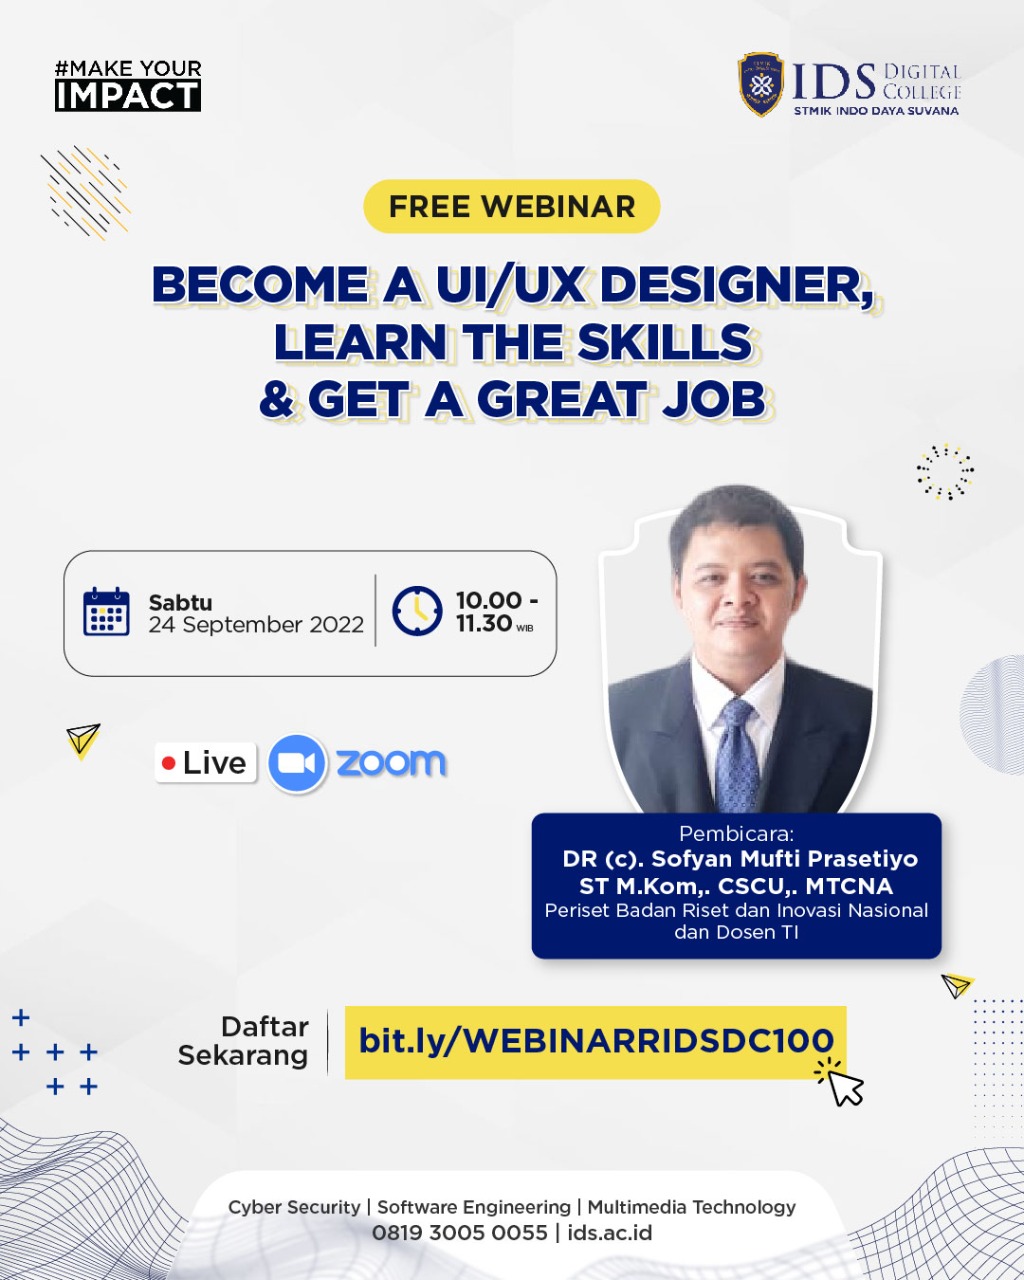 #MAKE YOUR
IMPACT
IDS DIGITAL COLLEGE
STMIK INDO DAYA SUVANA
FREE WEBINAR
BECOME A UI/UX DESIGNER,
LEARN THE SKILLS
& GET A GREAT JOB
Sabtu
24 September 2022
10.00 -
11.30 WIB
Live
zoom
Pembicara:
DR (c). Sofyan Mufti Prasetiyo
ST M.Kom,. CSCU,. MTCNA
Periset Badan Riset dan Inovasi Nasional
dan Dosen TI
Daftar
Sekarang
bit.ly/WEBINARRIDSDC100
Cyber Security | Software Engineering | Multimedia Technology
0819 3005 0055 | ids.ac.id